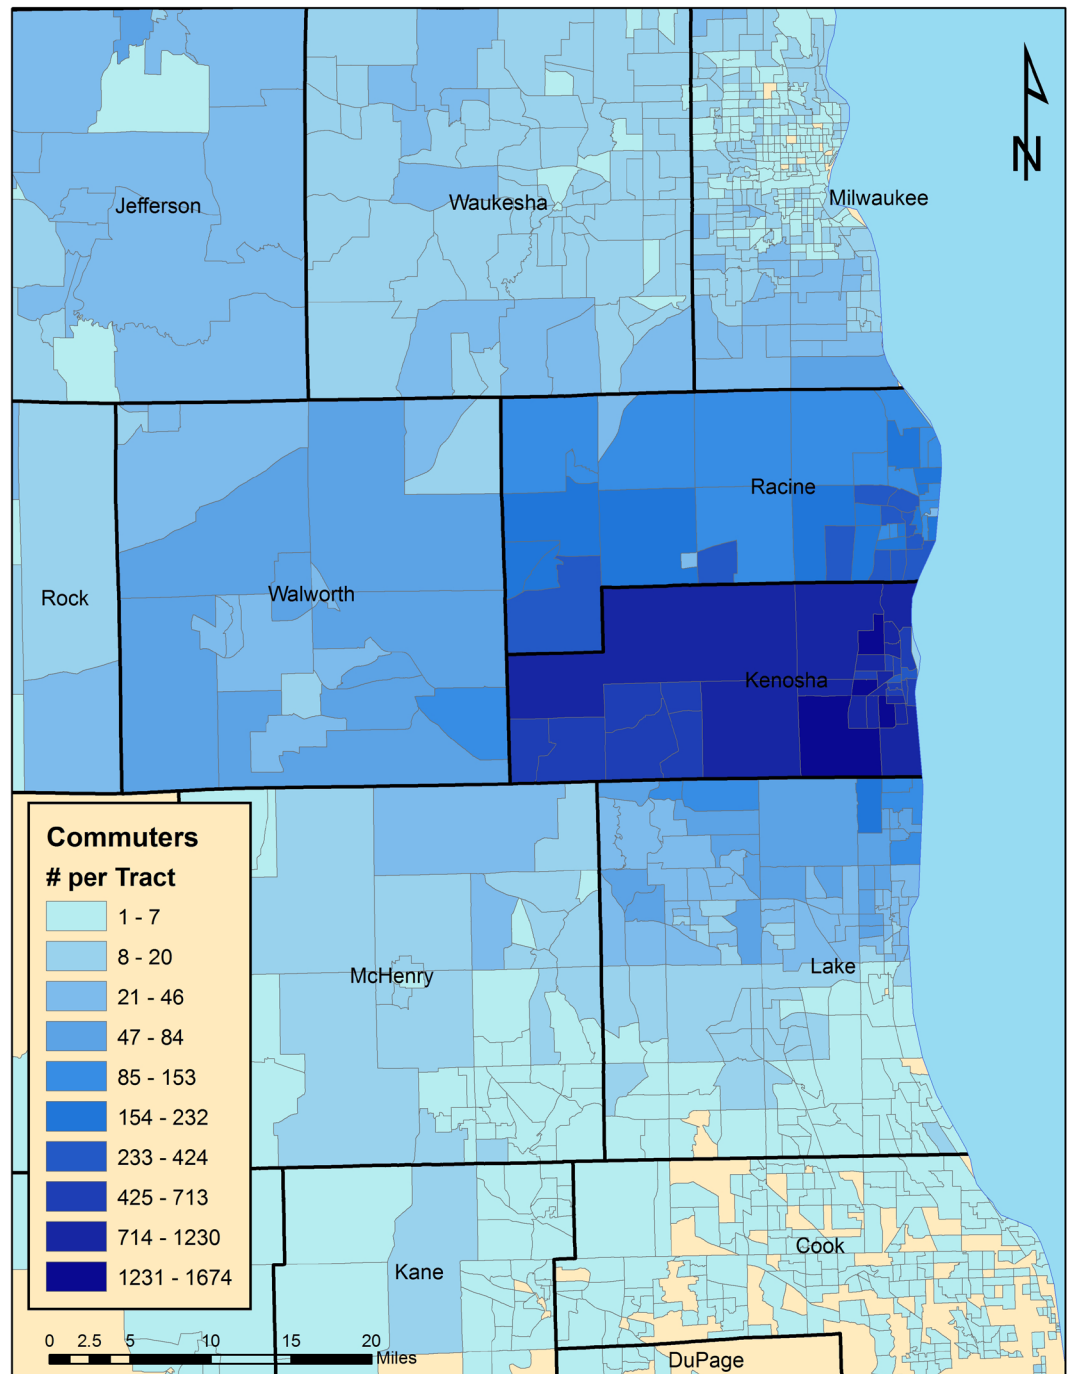 N
Jefferson
Waukesha
Milwaukee
Racine
Rock
Walworth
Kenosha
Commuters
# per Tract
1 - 7
8 - 20
21 - 46
47 - 84
85 - 153
154 - 232
233 - 424
425 - 713
714 - 1230
1231 - 1674
McHenry
Lake
Cook
Kane
DuPage
0 2.5 5 10 15 20
Miles